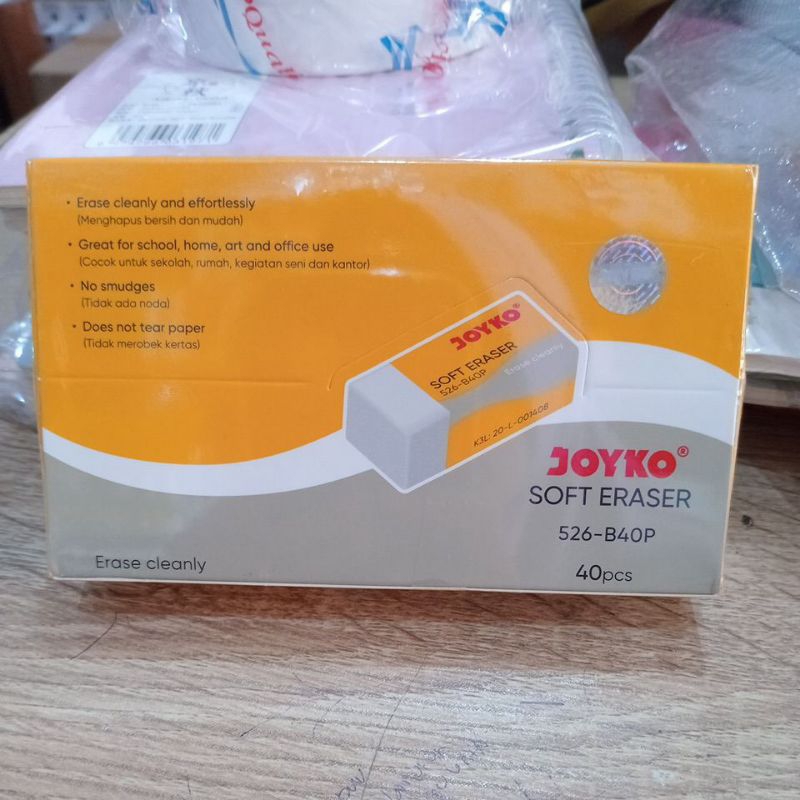 Quali
• Erase cleanly and effortlessly
(Menghapus bersih dan mudah)
• Great for school, home, art and office use
(Cocok untuk sekolah, rumah, kegiatan seni dan kantor)
• No smudges
(Tidak ada noda)
• Does not tear paper
(Tidak merobek kertas)
JOYKO
SOFT ERASER
526-B40P
Erase cleanly
K3L: 20-L-001408
JOYKO®
SOFT ERASER
526-B40P
40pcs
Erase cleanly